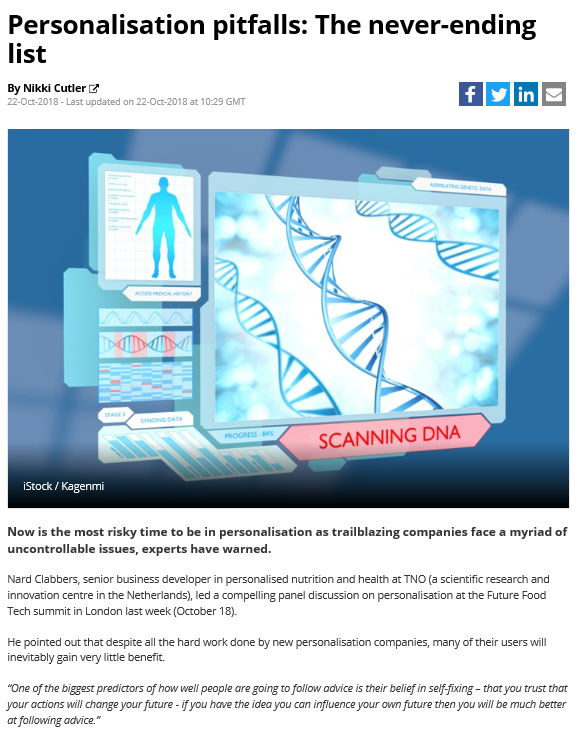 Personalisation pitfalls: The never-ending
list
By Nikki Cutler
22-Oct-2018 - Last updated on 22-Oct-2018 at 10:29 GMT
ASSIMILATING GENETIC DATA
ACCESS MEDICAL HISTORY
STAGE 3
SYNCING DATA
PROGRESS : 84%
SCANNING DNA
iStock / Kagenmi
Now is the most risky time to be in personalisation as trailblazing companies face a myriad of
uncontrollable issues, experts have warned.
Nard Clabbers, senior business developer in personalised nutrition and health at TNO (a scientific research and
innovation centre in the Netherlands), led a compelling panel discussion on personalisation at the Future Food
Tech summit in London last week (October 18).
He pointed out that despite all the hard work done by new personalisation companies, many of their users will
inevitably gain very little benefit.
“One of the biggest predictors of how well people are going to follow advice is their belief in self-fixing – that you trust that
your actions will change your future - if you have the idea you can influence your own future then you will be much better
at following advice.”